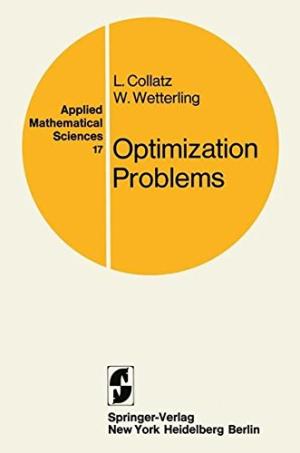 L. Collatz
W. Wetterling
Applied
Mathematical
Sciences
17
Optimization
Problems
Springer-Verlag
New York Heidelberg Berlin